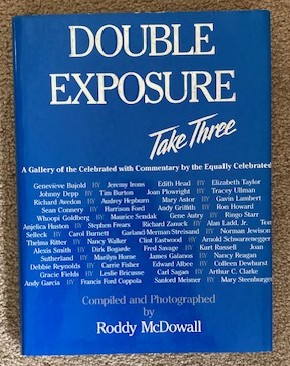 DOUBLE
EXPOSURE
Take Three
A Gallery of the Celebrated with Commentary by the Equally Celebrated
Geneviève Bujold BY Jeremy Irons Edith Head BY Elizabeth Taylor
Johnny Depp BY Tim Burton Joan Plowright BY Tracey Ullman
Richard Avedon BY Audrey Hepburn Mary Astor BY Gavin Lambert
Sean Connery BY Harrison Ford Andy Griffith BY Ron Howard
Whoopi Goldberg BY Maurice Sendak Gene Autry BY Ringo Starr
Anjelica Huston BY Stephen Frears Richard Zanuck BY Alan Ladd, Jr. Tom
Selleck BY Carol Burnett Garland Merman Streisand BY Norman Jewison
Thelma Ritter BY Nancy Walker Clint Eastwood BY Arnold Schwarzenegger
Alexis Smith BY Dirk Bogarde Fred Savage BY Kurt Russell Joan
Sutherland BY Marilyn Horne James Galanos BY Nancy Reagan
Debbie Reynolds BY Carrie Fisher Edward Albee BY Colleen Dewhurst
Gracie Fields BY Leslie Bricusse Carl Sagan BY Arthur C. Clarke
Andy Garcia BY Francis Ford Coppola Sanford Meisner BY Mary Steenburgen
Compiled and Photographed
by
Roddy McDowall